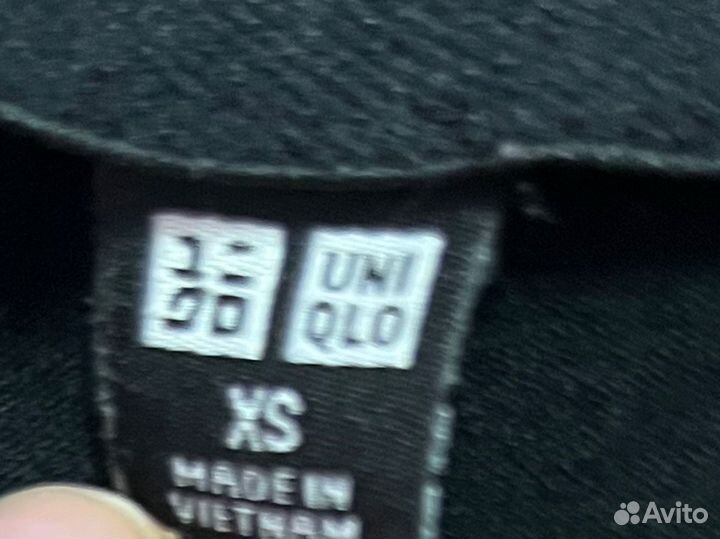 ユニ UNI
クロ QLO
XS
MADE IN
VIETNAM
Avito